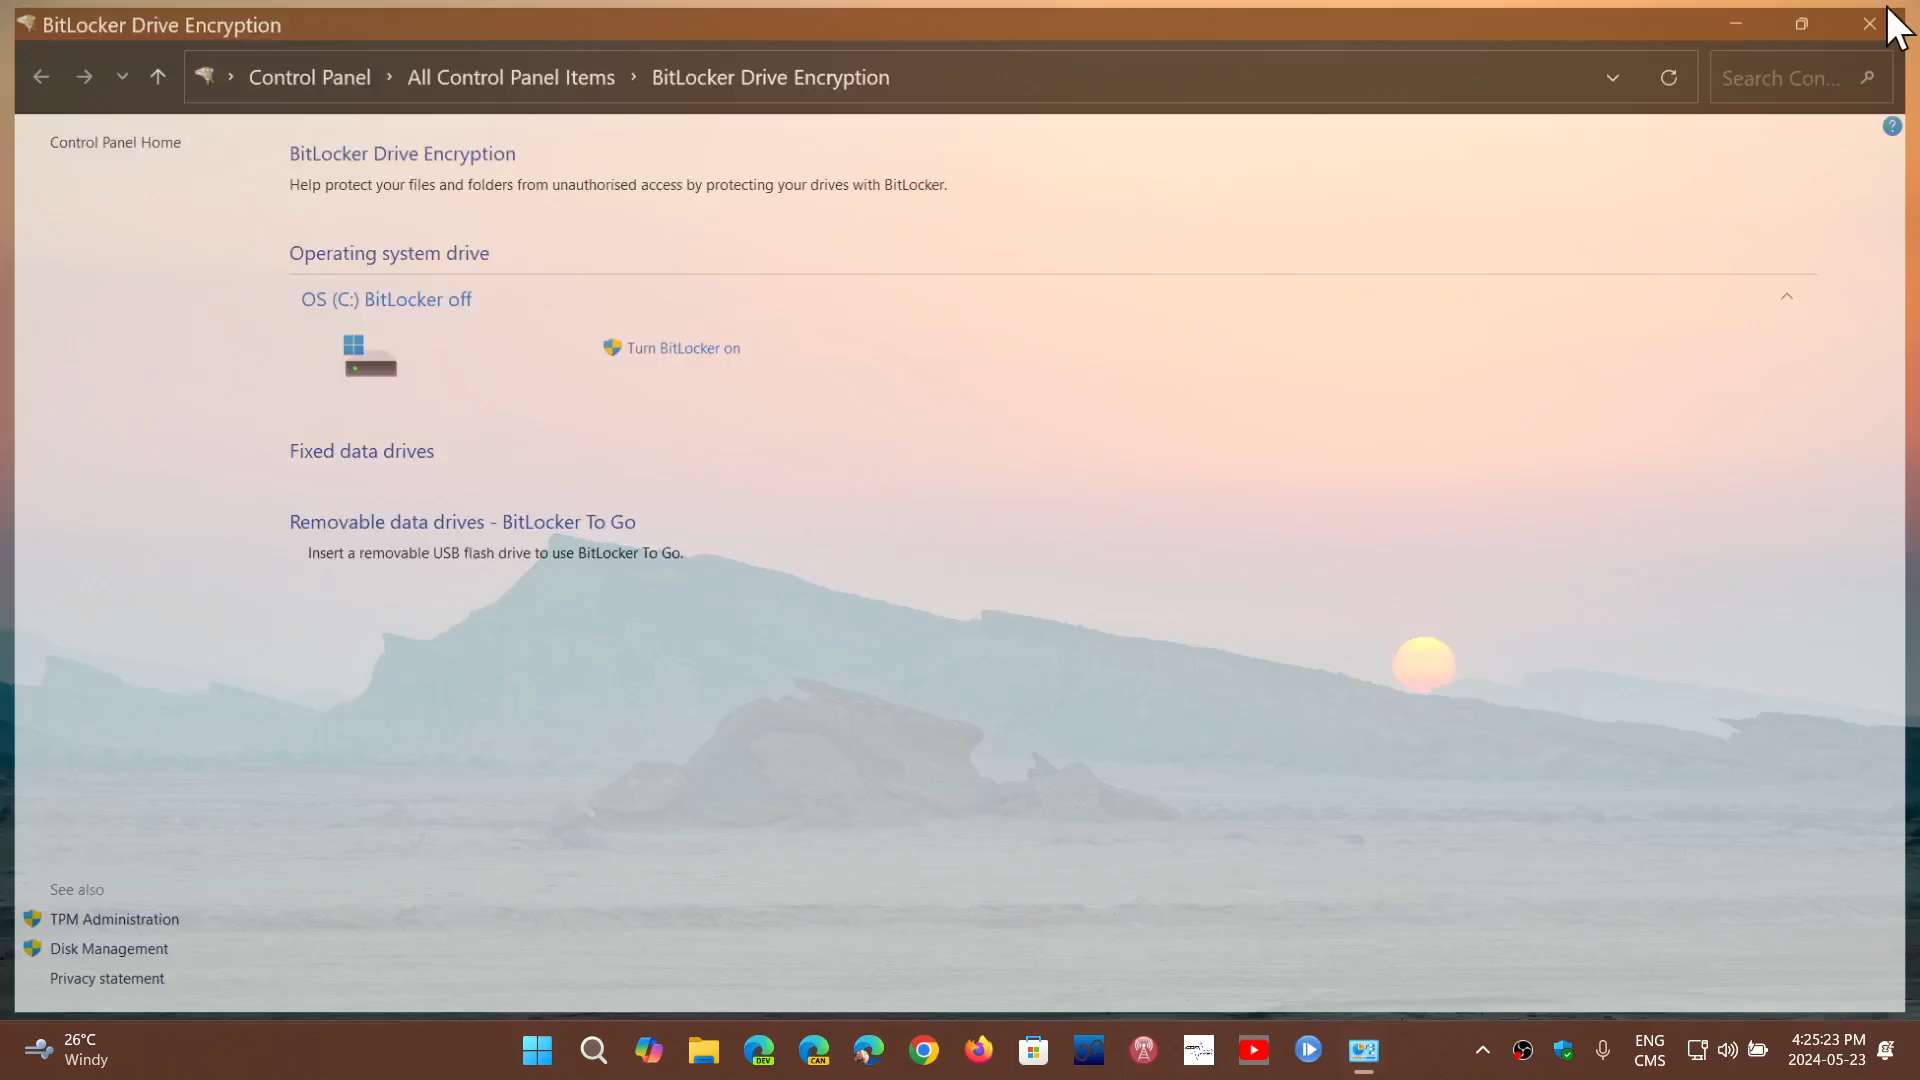 BitLocker Drive Encryption
Control Panel › All Control Panel Items › BitLocker Drive Encryption
Search Con...
Control Panel Home
BitLocker Drive Encryption
Help protect your files and folders from unauthorised access by protecting your drives with BitLocker.
Operating system drive
OS (C:) BitLocker off
Turn BitLocker on
Fixed data drives
Removable data drives - BitLocker To Go
Insert a removable USB flash drive to use BitLocker To Go.
See also
TPM Administration
Disk Management
Privacy statement
26°C
Windy
DEV
CAN
ENG
CMS
4:25:23 PM
2024-05-23